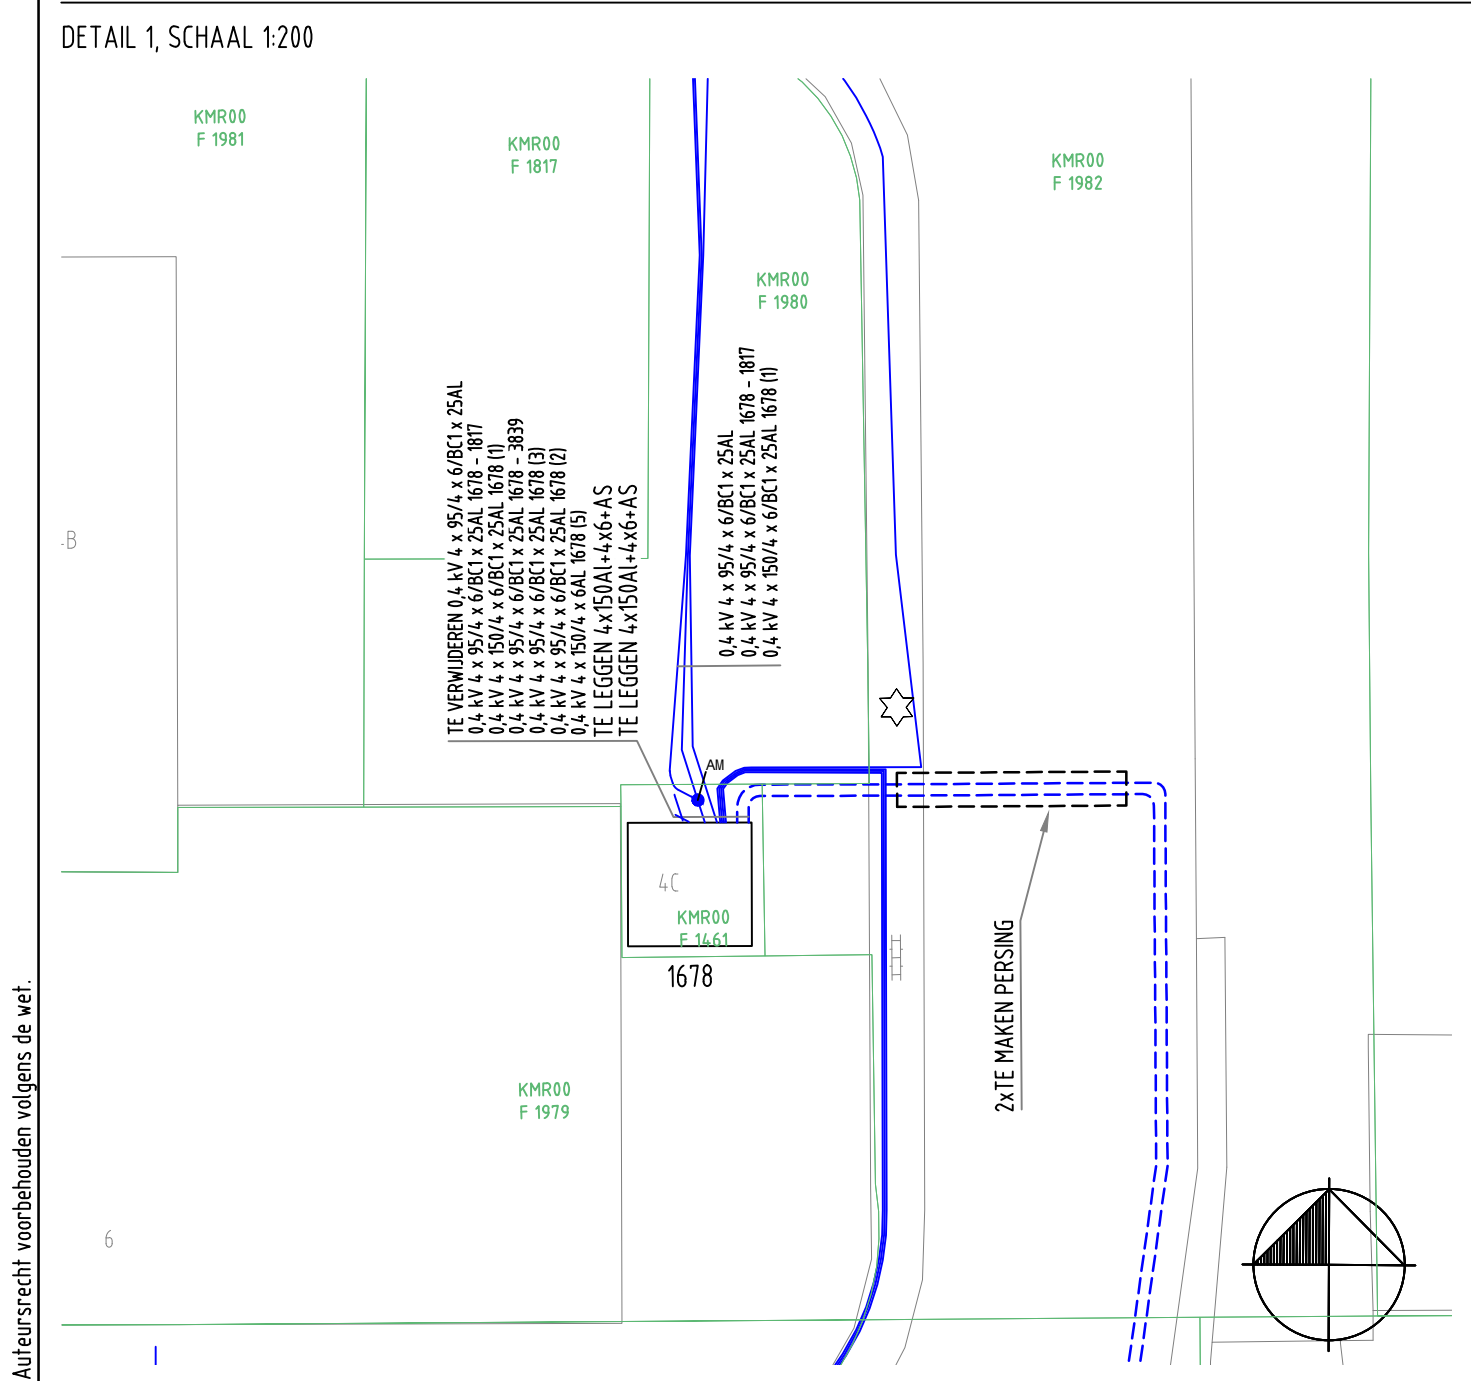 DETAIL 1, SCHAAL 1:200
KMR00
F 1981
KMR00
F 1817
KMR00
F 1982
KMR00
F 1980
-B
TE VERWIJDEREN 0,4 kV 4 x 95/4 x 6/BC1 x 25AL
0,4 kV 4 x 95/4 x 6/BC1 x 25AL 1678 - 1817
0,4 kV 4 x 150/4 x 6/BC1 x 25AL 1678 (1)
0,4 kV 4 x 95/4 x 6/BC1 x 25AL 1678 - 3839
0,4 kV 4 x 95/4 x 6/BC1 x 25AL 1678 (3)
0,4 kV 4 x 95/4 x 6/BC1 x 25AL 1678 (2)
0,4 kV 4 x 150/4 x 6AL 1678 (5)
TE LEGGEN 4x150Al+4x6+AS
TE LEGGEN 4x150Al+4x6+AS
0,4 kV 4 x 95/4 x 6/BC1 x 25AL
0,4 kV 4 x 95/4 x 6/BC1 x 25AL 1678 - 1817
0,4 kV 4 x 150/4 x 6/BC1 x 25AL 1678 (1)
AM
4C
KMR00
F 1461
1678
2xTE MAKEN PERSING
KMR00
F 1979
6
Auteursrecht voorbehouden volgens de wet.